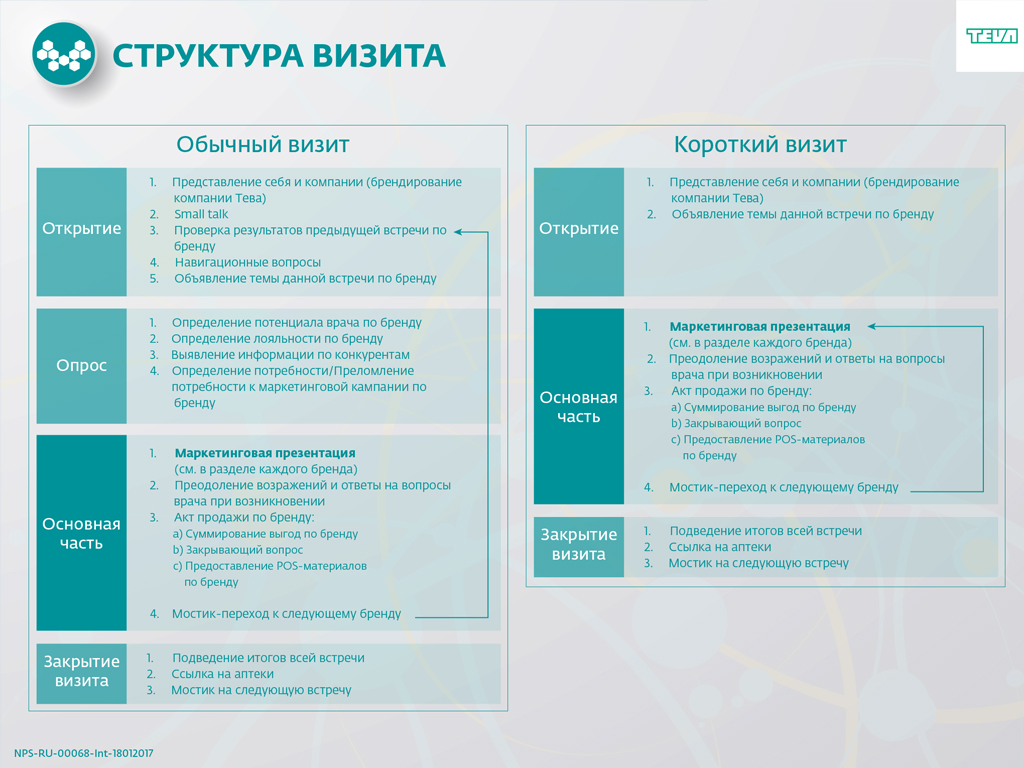 СТРУКТУРА ВИЗИТА
TEVA
Обычный визит
Открытие
1. Представление себя и компании (брендирование
компании Тева)
2. Small talk
3. Проверка результатов предыдущей встречи по
бренду
4. Навигационные вопросы
5. Объявление темы данной встречи по бренду
Опрос
1. Определение потенциала врача по бренду
2. Определение лояльности по бренду
3. Выявление информации по конкурентам
4. Определение потребности/Преломление
потребности к маркетинговой кампании по
бренду
Основная
часть
1. Маркетинговая презентация
(см. в разделе каждого бренда)
2. Преодоление возражений и ответы на вопросы
врача при возникновении
3. Акт продажи по бренду:
a) Суммирование выгод по бренду
b) Закрывающий вопрос
c) Предоставление POS-материалов
по бренду
4. Мостик-переход к следующему бренду
Закрытие
визита
1. Подведение итогов всей встречи
2. Ссылка на аптеки
3. Мостик на следующую встречу
Короткий визит
Открытие
1. Представление себя и компании (брендирование
компании Тева)
2. Объявление темы данной встречи по бренду
Основная
часть
1. Маркетинговая презентация
(см. в разделе каждого бренда)
2. Преодоление возражений и ответы на вопросы
врача при возникновении
3. Акт продажи по бренду:
a) Суммирование выгод по бренду
b) Закрывающий вопрос
c) Предоставление POS-материалов
по бренду
4. Мостик-переход к следующему бренду
Закрытие
визита
1. Подведение итогов всей встречи
2. Ссылка на аптеки
3. Мостик на следующую встречу
NPS-RU-00068-Int-18012017